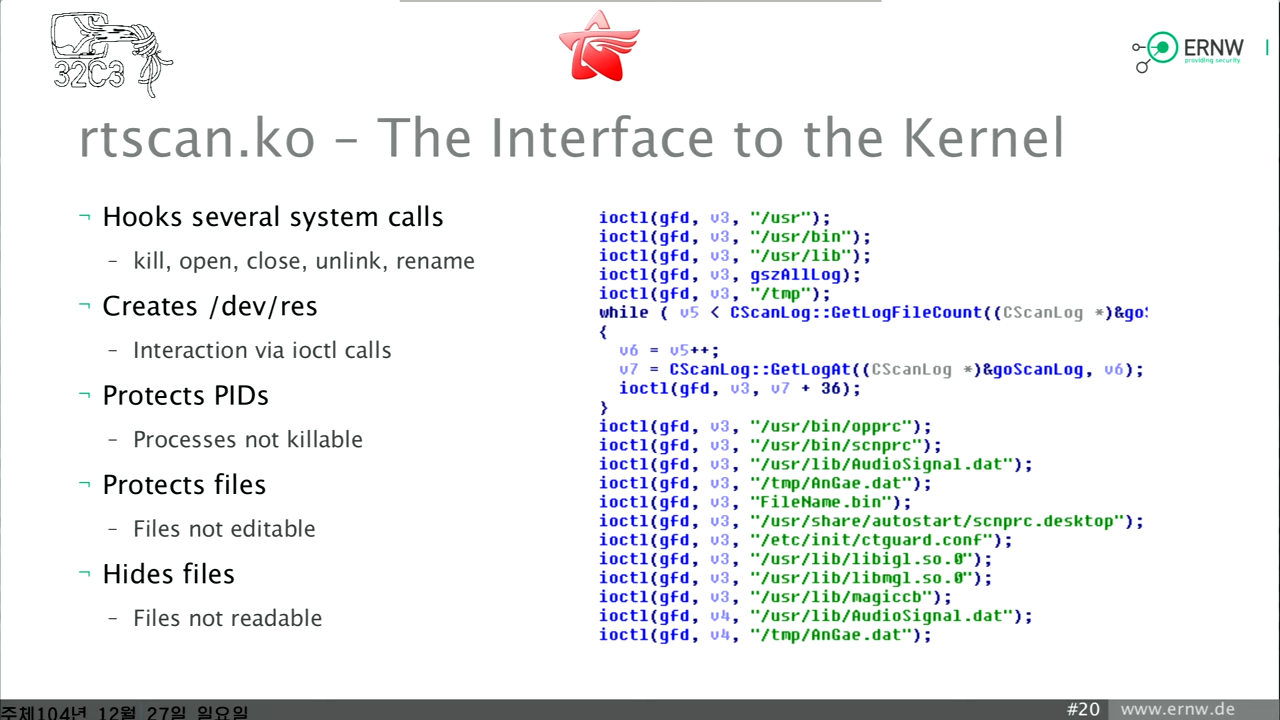 32C3
ERNW
providing security.
rtscan.ko – The Interface to the Kernel
¬ Hooks several system calls
– kill, open, close, unlink, rename
¬ Creates /dev/res
– Interaction via ioctl calls
¬ Protects PIDs
– Processes not killable
¬ Protects files
– Files not editable
¬ Hides files
– Files not readable
ioctl(gfd, v3, "/usr");
ioctl(gfd, v3, "/usr/bin");
ioctl(gfd, v3, "/usr/lib");
ioctl(gfd, v3, gszAllLog);
ioctl(gfd, v3, "/tmp");
while ( v5 < CScanLog::GetLogFileCount((CScanLog *)&go
{
v6 = v5++;
v7 = CScanLog::GetLogAt((CScanLog *)&goScanLog, v6);
ioctl(gfd, v3, v7 + 36);
}
ioctl(gfd, v3, "/usr/bin/opprc");
ioctl(gfd, v3, "/usr/bin/scnprc");
ioctl(gfd, v3, "/usr/lib/AudioSignal.dat");
ioctl(gfd, v3, "/tmp/AnGae.dat");
ioctl(gfd, v3, "FileName.bin");
ioctl(gfd, v3, "/usr/share/autostart/scnprc.desktop");
ioctl(gfd, v3, "/etc/init/ctguard.conf");
ioctl(gfd, v3, "/usr/lib/libigl.so.0");
ioctl(gfd, v3, "/usr/lib/libmgl.so.0");
ioctl(gfd, v3, "/usr/lib/magiccb");
ioctl(gfd, v4, "/usr/lib/AudioSignal.dat");
ioctl(gfd, v4, "/tmp/AnGae.dat");
주체104년 12월 27일 일요일
#20 www.ernw.de